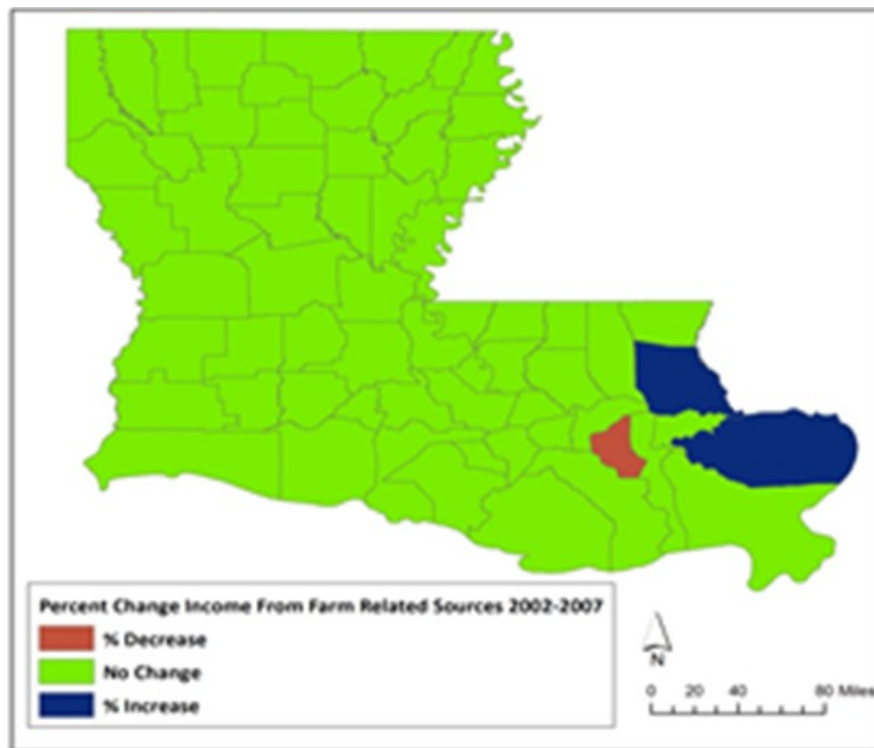 Percent Change Income From Farm Related Sources 2002-2007
% Decrease
No Change
% Increase
N
0 20 40 80 Miles